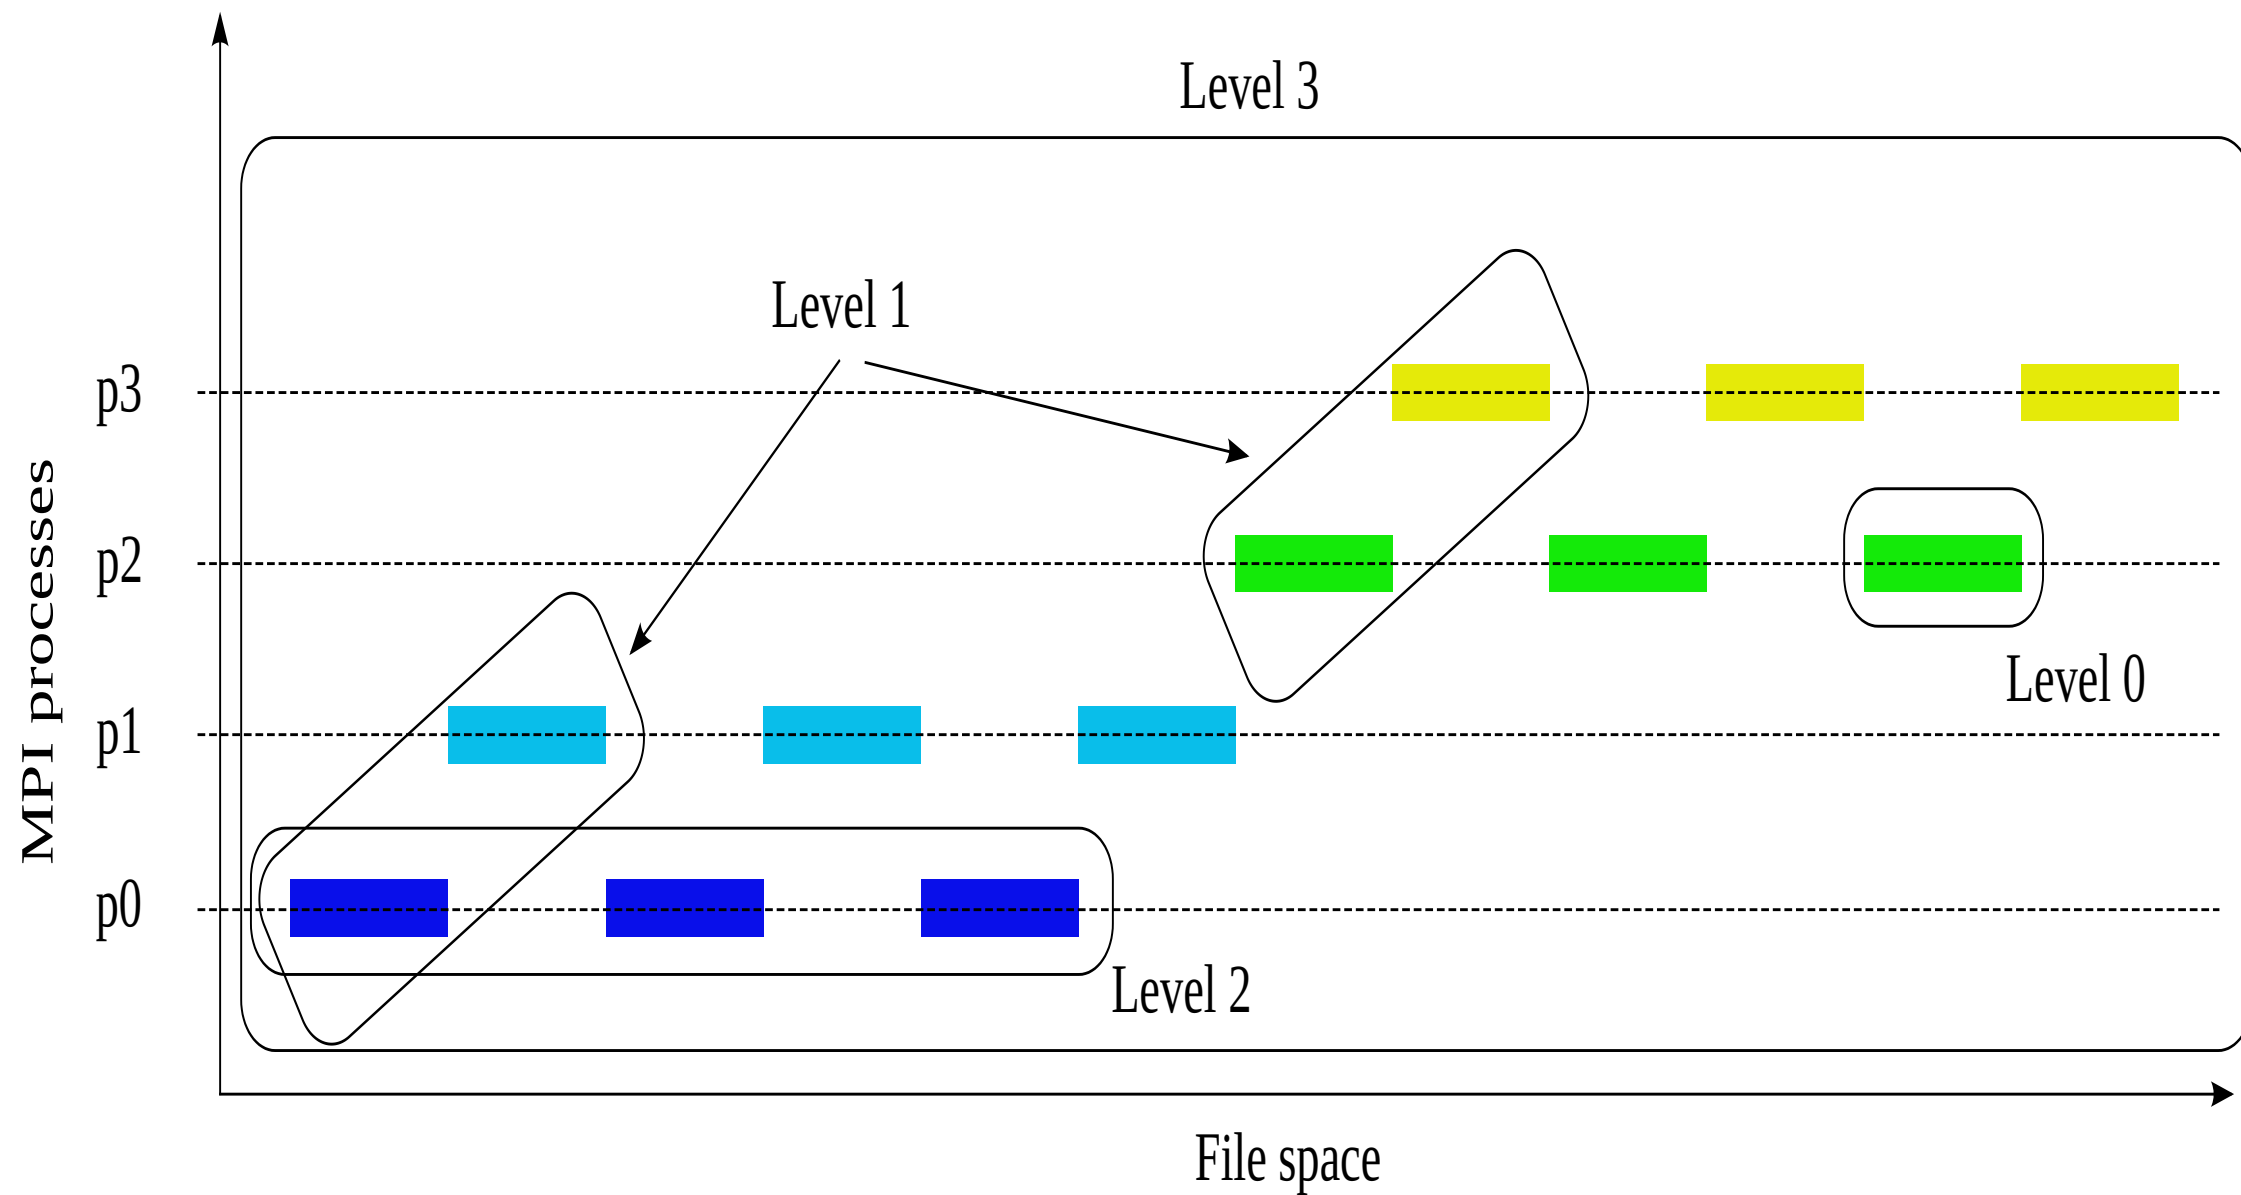 Level 3
Level 1
p3
p2
Level 0
p1
p0
Level 2
MPI processes
File space